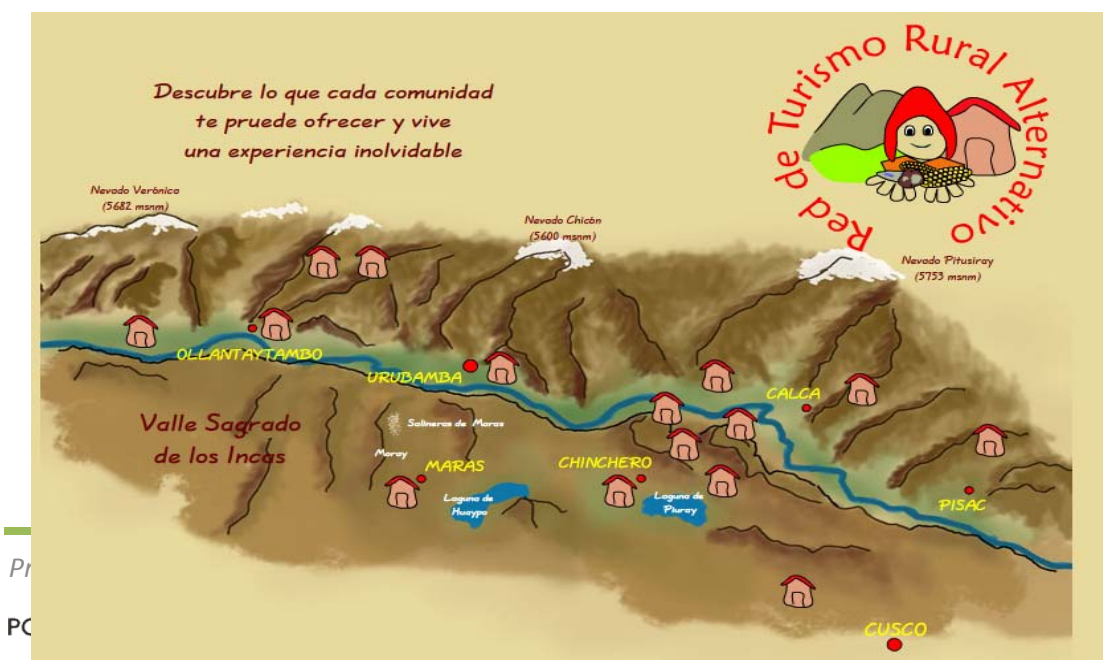 Red de Turismo Rural Alternativo
Descubre lo que cada comunidad
te pruede ofrecer y vive
una experiencia inolvidable
Nevado Verónica
(5682 msnm)
Nevado Chicón
(5600 msnm)
Nevado Pitusiray
(5753 msnm)
OLLANTAYTAMBO
URUBAMBA
CALCA
Valle Sagrado
de los Incas
Salineras de Maras
Moray
MARAS
CHINCHERO
Laguna de
Huaypo
Laguna de
Piuray
PISAC
CUSCO